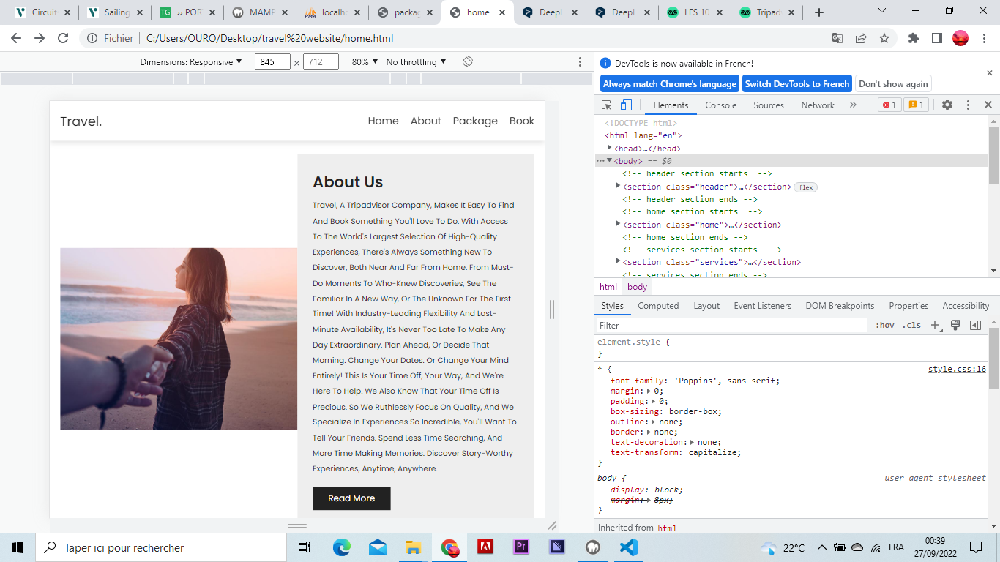 Circuit
Sailing
›› POR
MAMP
localho
packag
home
DeepL
DeepL
LES 10
Tripad
Fichier
C:/Users/OURO/Desktop/travel%20website/home.html
Dimensions: Responsive ▼ 845 × 712 80% ▼ No throttling ▼
DevTools is now available in French!
Always match Chrome's language
Switch DevTools to French
Don't show again
Elements Console Sources Network » 1 1
Travel.
Home About Package Book
About Us
Travel, A Tripadvisor Company, Makes It Easy To Find
And Book Something You'll Love To Do. With Access
To The World's Largest Selection Of High-Quality
Experiences, There's Always Something New To
Discover, Both Near And Far From Home. From Must-
Do Moments To Who-Knew Discoveries, See The
Familiar In A New Way, Or The Unknown For The First
Time! With Industry-Leading Flexibility And Last-
Minute Availability, It's Never Too Late To Make Any
Day Extraordinary. Plan Ahead, Or Decide That
Morning. Change Your Dates. Or Change Your Mind
Entirely! This Is Your Time Off, Your Way, And We're
Here To Help. We Also Know That Your Time Off Is
Precious. So We Ruthlessly Focus On Quality, And We
Specialize In Experiences So Incredible, You'll Want To
Tell Your Friends. Spend Less Time Searching, And
More Time Making Memories. Discover Story-Worthy
Experiences, Anytime, Anywhere.
Read More
<!DOCTYPE html>
<html lang="en">
<head>…</head>
<body> == $0
<!-- header section starts  -->
<section class="header">…</section> flex
<!-- header section ends -->
<!-- home section starts  -->
<section class="home">…</section>
<!-- home section ends -->
<!-- services section starts  -->
<section class="services">…</section>
<!-- services section ends -->
html body
Styles Computed Layout Event Listeners DOM Breakpoints Properties Accessibility
Filter :hov .cls
element.style {
}
* { style.css:16
font-family: 'Poppins', sans-serif;
margin: 0;
padding: 0;
box-sizing: border-box;
outline: none;
border: none;
text-decoration: none;
text-transform: capitalize;
}
body { user agent stylesheet
display: block;
margin: 8px;
}
Inherited from html
Taper ici pour rechercher
Pr
22°C
FRA
00:39
27/09/2022